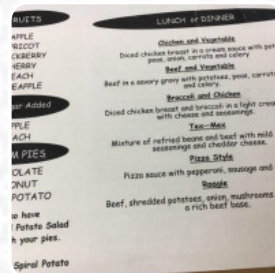 RUITS
PPLE
RICOT
CKBERRY
HERRY
EACH
EAPPLE
ar Added
PPLE
ACH
M PIES
OLATE
ONUT
POTATO
o have
Potato Salad
h your pies.
Spiral Potato
LUNCH or DINNER
Chicken and Vegetable
Diced chicken breast in a cream sauce with pot
peas, onion, carrots and celery
Beef and Vegetable
Beef in a savory gravy with potatoes, peas, carrots
and celery.
Broccoli and Chicken
Diced chicken breast and broccoli in a light crea
with cheese and seasonings.
Tex-Mex
Mixture of refried beans and beef with mild
seasonings and cheddar cheese.
Pizza Style
Pizza sauce with pepperoni, sausage and
Beef, shredded potatoes, onion, mushrooms
a rich beef base.